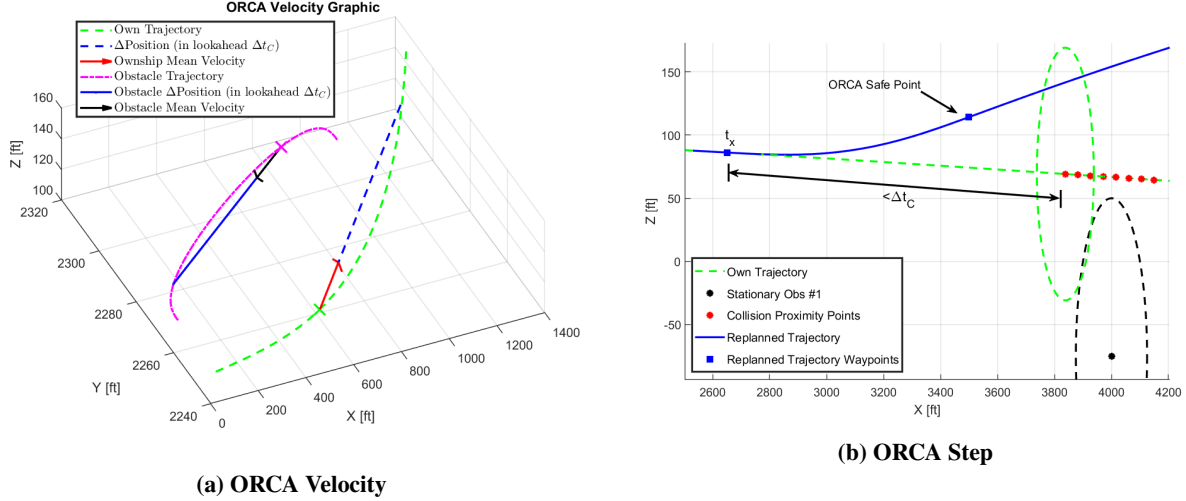 ORCA Velocity Graphic
Own Trajectory
ΔPosition (in lookahead Δt_C)
Ownship Mean Velocity
Obstacle Trajectory
Obstacle ΔPosition (in lookahead Δt_C)
Obstacle Mean Velocity
Z [ft]
160
140
120
100
2320
2300
2280
2260
2240
Y [ft]
0
200
400
600
800
1000
1200
1400
X [ft]
(a) ORCA Velocity
150
100
50
0
-50
Z [ft]
ORCA Safe Point
t_x
<Δt_C
Own Trajectory
Stationary Obs #1
Collision Proximity Points
Replanned Trajectory
Replanned Trajectory Waypoints
2600 2800 3000 3200 3400 3600 3800 4000 4200
X [ft]
(b) ORCA Step